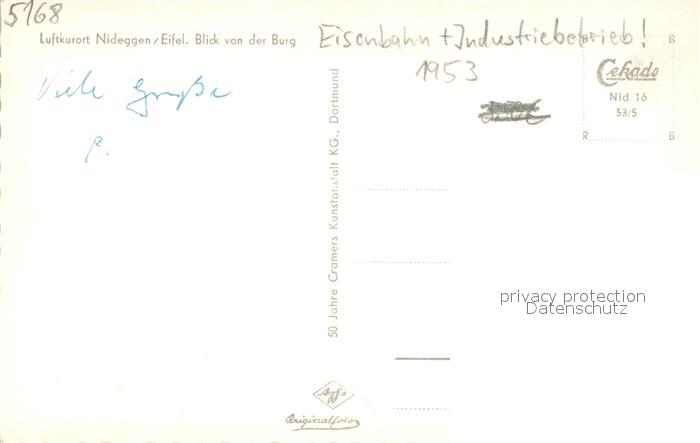 5168
Luftkurort Nideggen/Eifel. Blick von der Burg
Eisenbahn + Industriebetrieb!
1953
Viele Grüße
P.
50 Jahre Cramers Kunstanstalt KG., Dortmund
R B
Cekade
Nid 16
53/5
R B
privacy protection
Datenschutz
Agfa
Originalfoto